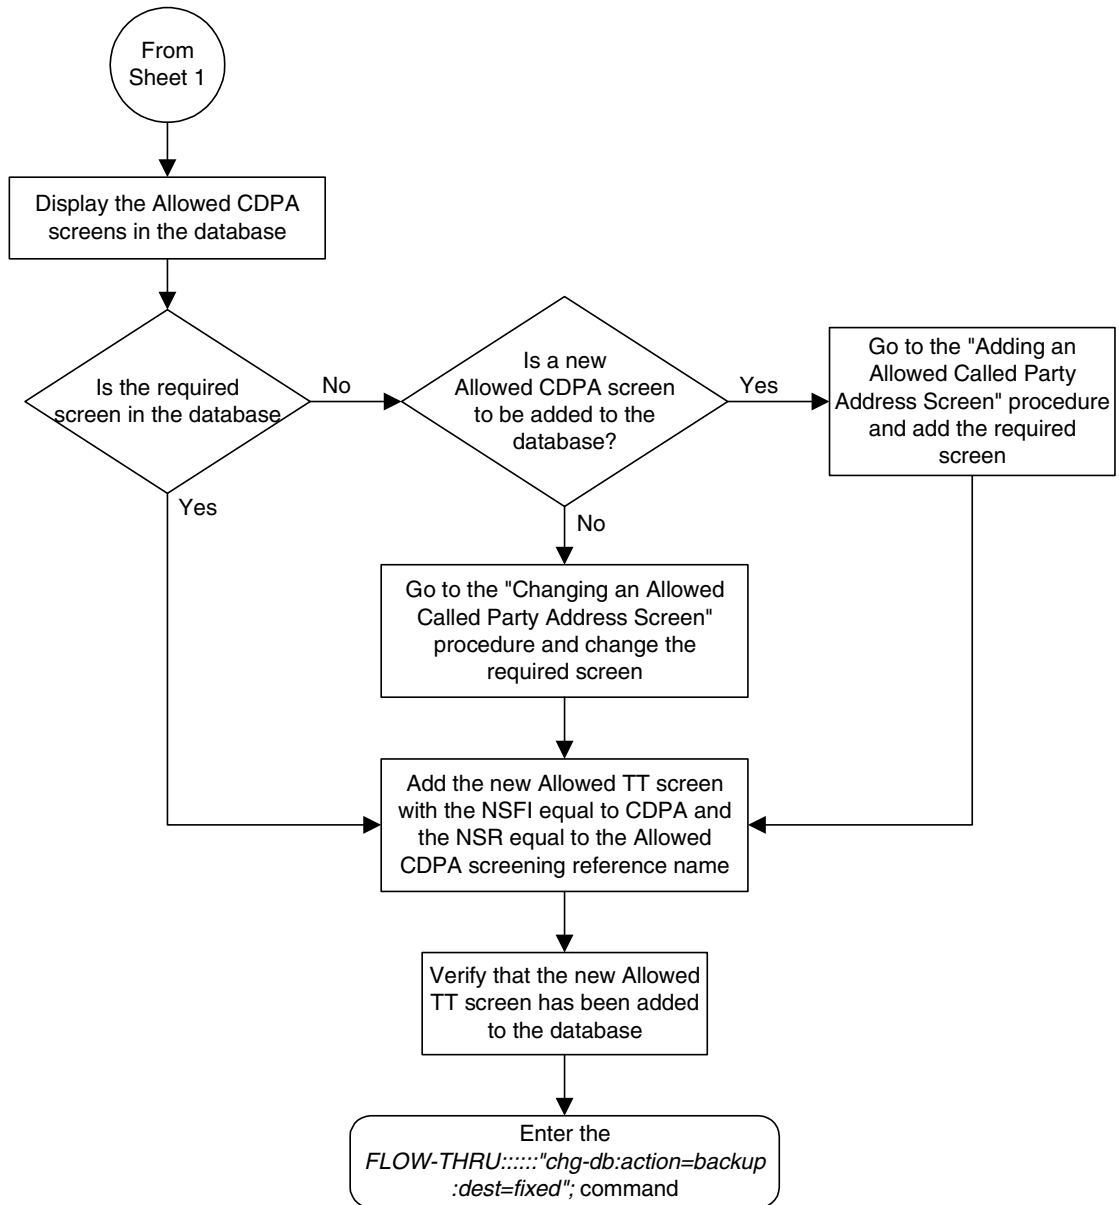 From
Sheet 1
Display the Allowed CDPA
screens in the database
Is the required
screen in the database
No
Is a new
Allowed CDPA screen
to be added to the
database?
Yes
Go to the "Adding an
Allowed Called Party
Address Screen" procedure
and add the required
screen
Yes
No
Go to the "Changing an Allowed
Called Party Address Screen"
procedure and change the
required screen
Add the new Allowed TT screen
with the NSFI equal to CDPA and
the NSR equal to the Allowed
CDPA screening reference name
Verify that the new Allowed
TT screen has been added
to the database
Enter the
FLOW-THRU::::::"chg-db:action=backup
:dest=fixed"; command